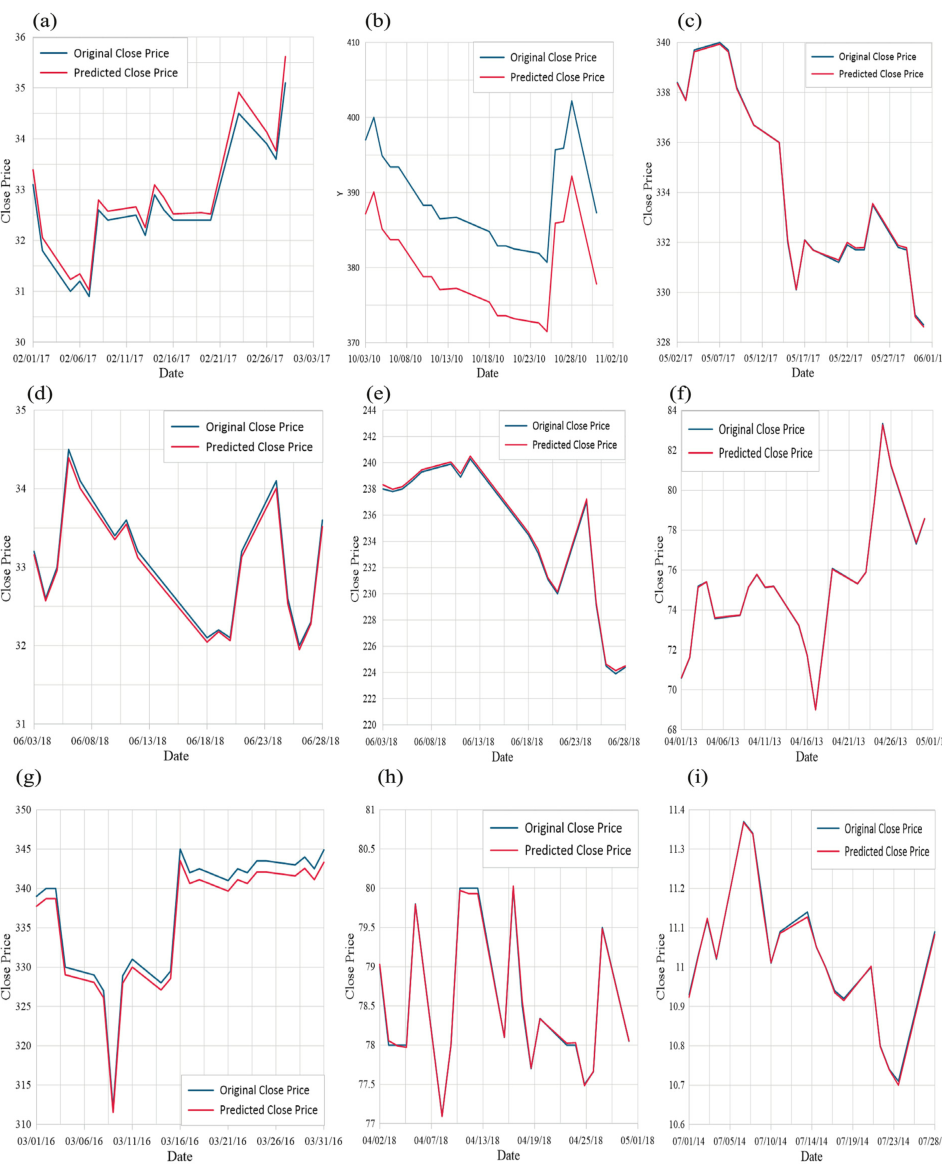 (a)
36
35
34
33
32
31
30
Close Price
Original Close Price
Predicted Close Price
02/01/17 02/06/17 02/11/17 02/16/17 02/21/17 02/26/17 03/03/17
Date
(b)
410
400
390
380
370
Y
Original Close Price
Predicted Close Price
10/03/10 10/08/10 10/13/10 10/18/10 10/23/10 10/28/10 11/02/10
Date
(c)
340
338
336
334
332
330
328
Close Price
Original Close Price
Predicted Close Price
05/02/17 05/07/17 05/12/17 05/17/17 05/22/17 05/27/17 06/01/1
Date
(d)
35
34
33
32
31
Close Price
Original Close Price
Predicted Close Price
06/03/18 06/08/18 06/13/18 06/18/18 06/23/18 06/28/18
Date
(e)
244
242
240
238
236
234
232
230
228
226
224
222
220
Close Price
Original Close Price
Predicted Close Price
06/03/18 06/08/18 06/13/18 06/18/18 06/23/18 06/28/18
Date
(f)
84
82
80
78
76
74
72
70
68
Close Price
Original Close Price
Predicted Close Price
04/01/13 04/06/13 04/11/13 04/16/13 04/21/13 04/26/13 05/01/1
Date
(g)
350
345
340
335
330
325
320
315
310
Close Price
Original Close Price
Predicted Close Price
03/01/16 03/06/16 03/11/16 03/16/16 03/21/16 03/26/16 03/31/16
Date
(h)
81
80
79.5
79
78.5
78
77.5
77
Close Price
Original Close Price
Predicted Close Price
04/02/18 04/07/18 04/13/18 04/19/18 04/25/18 05/01/18
Date
(i)
11.4
11.3
11.2
11.1
11
10.9
10.8
10.7
10.6
Close Price
Original Close Price
Predicted Close Price
07/01/14 07/05/14 07/10/14 07/14/14 07/19/14 07/23/14 07/28/1
Date